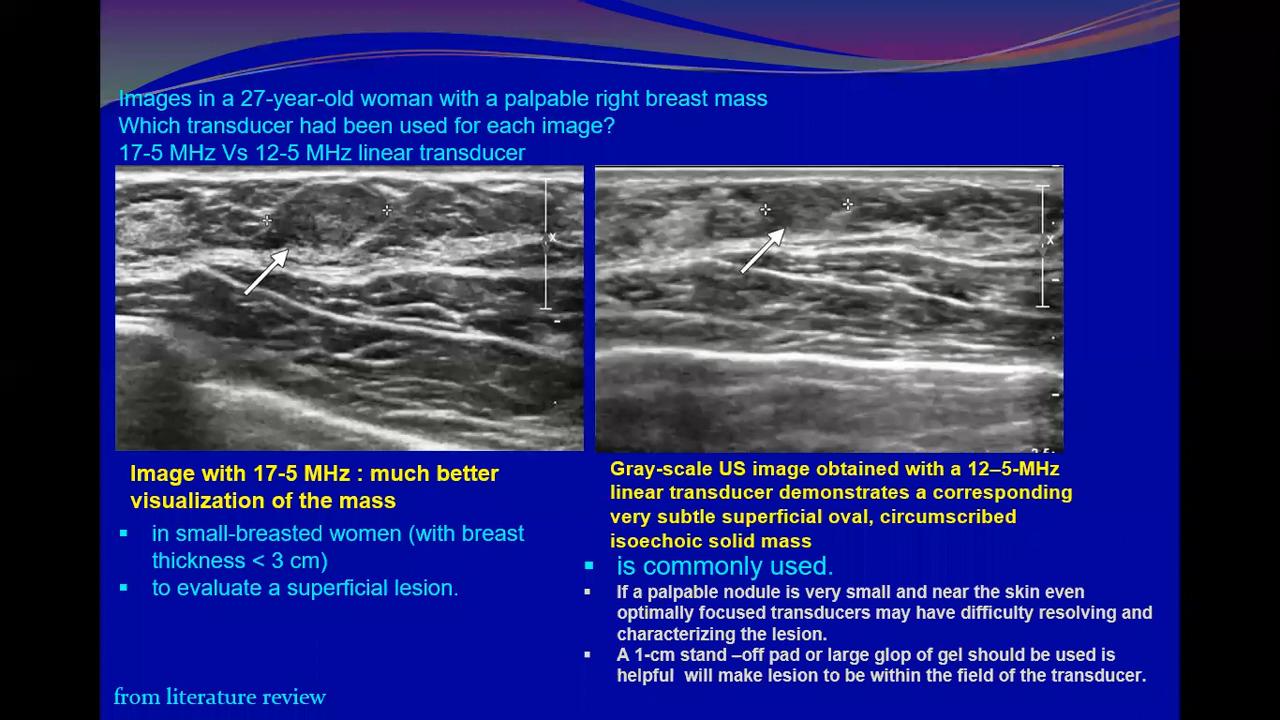 Images in a 27-year-old woman with a palpable right breast mass
Which transducer had been used for each image?
17-5 MHz Vs 12-5 MHz linear transducer
x
x
Image with 17-5 MHz : much better
visualization of the mass
▪ in small-breasted women (with breast
thickness < 3 cm)
▪ to evaluate a superficial lesion.
Gray-scale US image obtained with a 12–5-MHz
linear transducer demonstrates a corresponding
very subtle superficial oval, circumscribed
isoechoic solid mass
▪ is commonly used.
▪ If a palpable nodule is very small and near the skin even
optimally focused transducers may have difficulty resolving and
characterizing the lesion.
▪ A 1-cm stand –off pad or large glop of gel should be used is
helpful will make lesion to be within the field of the transducer.
from literature review